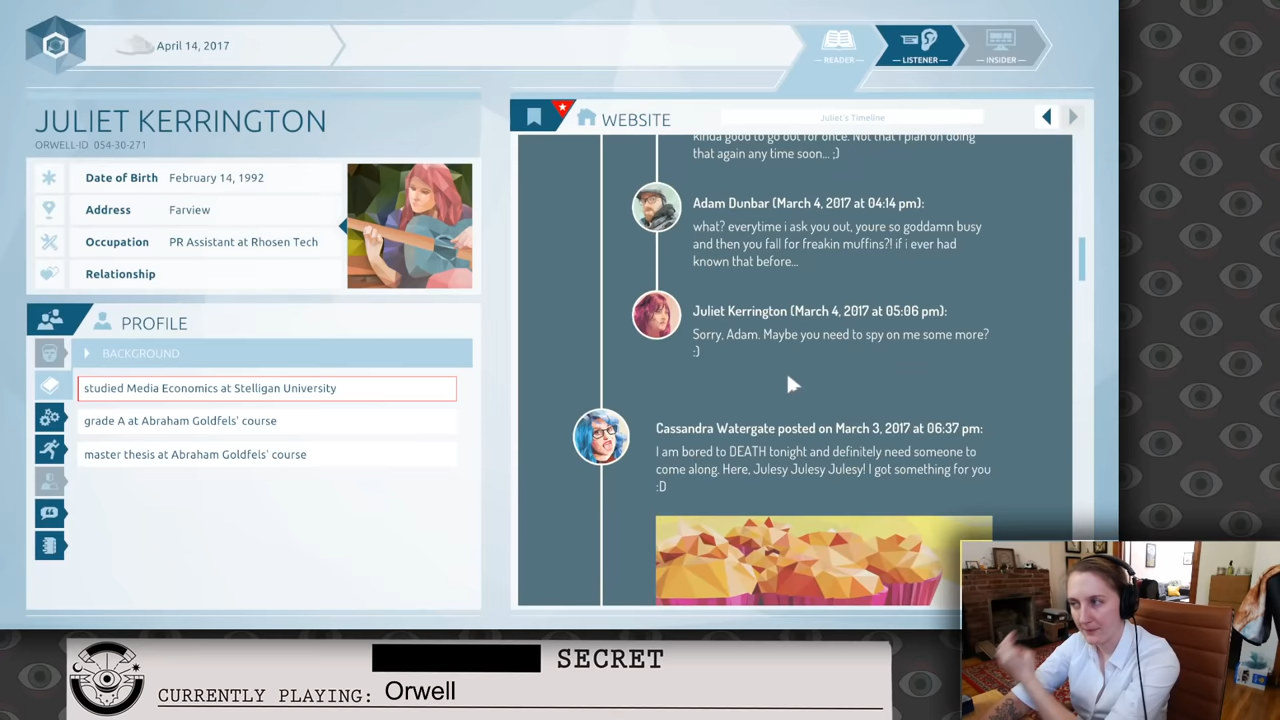 April 14, 2017
READER
LISTENER
INSIDER
JULIET KERRINGTON
ORWELL-ID 054-30-271
Date of Birth February 14, 1992
Address Farview
Occupation PR Assistant at Rhosen Tech
Relationship
PROFILE
BACKGROUND
studied Media Economics at Stelligan University
grade A at Abraham Goldfels' course
master thesis at Abraham Goldfels' course
WEBSITE
Juliet's Timeline
kinda good to go out for once. Not that I plan on doing
that again any time soon... ;)
Adam Dunbar (March 4, 2017 at 04:14 pm):
what? everytime i ask you out, youre so goddamn busy
and then you fall for freakin muffins?! if i ever had
known that before...
Juliet Kerrington (March 4, 2017 at 05:06 pm):
Sorry, Adam. Maybe you need to spy on me some more?
:)
Cassandra Watergate posted on March 3, 2017 at 06:37 pm:
I am bored to DEATH tonight and definitely need someone to
come along. Here, Julesy Julesy Julesy! I got something for you
:D
SECRET
CURRENTLY PLAYING: Orwell